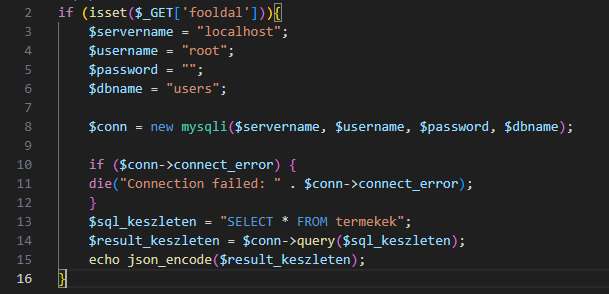 2 if (isset($_GET['fooldal'])){
3 $servername = "localhost";
4 $username = "root";
5 $password = "";
6 $dbname = "users";
7
8 $conn = new mysqli($servername, $username, $password, $dbname);
9
10 if ($conn->connect_error) {
11 die("Connection failed: " . $conn->connect_error);
12 }
13 $sql_keszleten = "SELECT * FROM termekek";
14 $result_keszleten = $conn->query($sql_keszleten);
15 echo json_encode($result_keszleten);
16 }